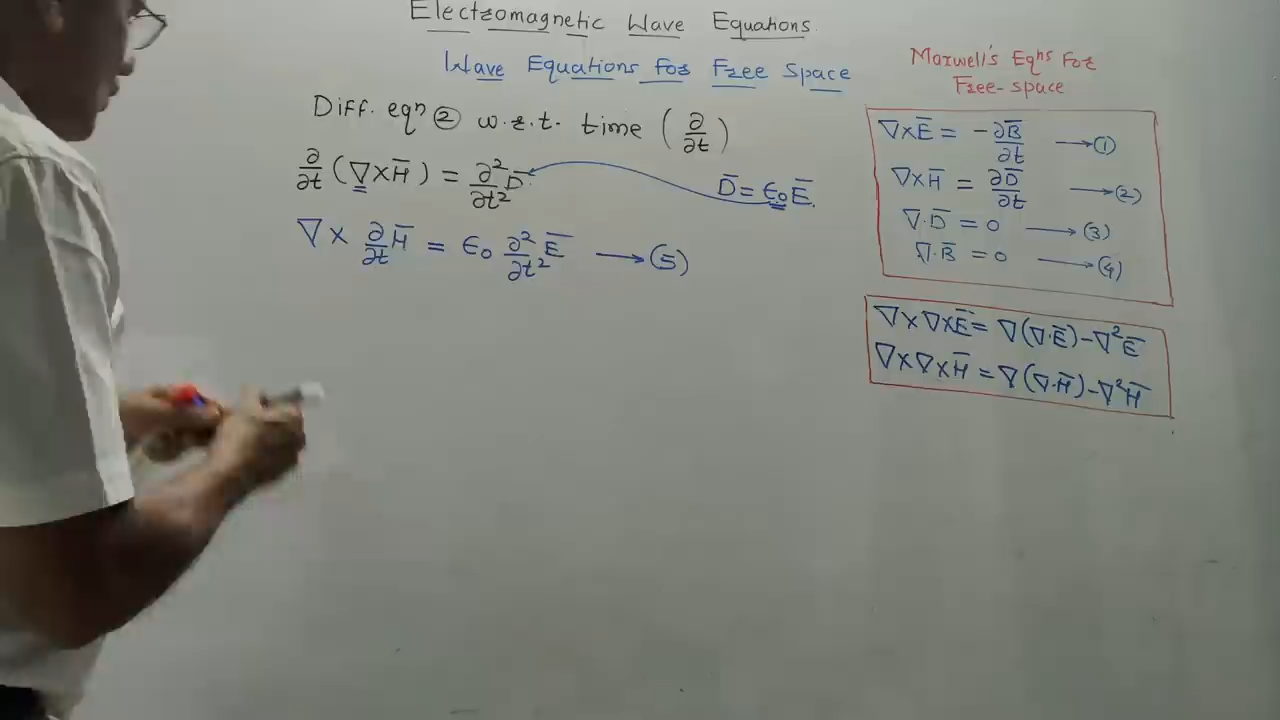 Electromagnetic Wave Equations
Wave Equations For Free Space
Diff. eqn ② w.r.t. time (∂/∂t)
∂/∂t (∇×H̄) = ∂²/∂t² D̄
D̄ = ϵ₀Ē.
∇× ∂/∂t H̄ = ϵ₀ ∂²/∂t² Ē ⟶(5)
Maxwell's Eqns For
Free-space
∇×Ē = -∂B̄/∂t ⟶①
∇×H̄ = ∂D̄/∂t ⟶(2)
∇·D̄ = 0 ⟶(3)
∇·B̄ = 0 ⟶(4)
∇×∇×Ē = ∇(∇·Ē)-∇²Ē
∇×∇×H̄ = ∇(∇·H̄)-∇²H̄